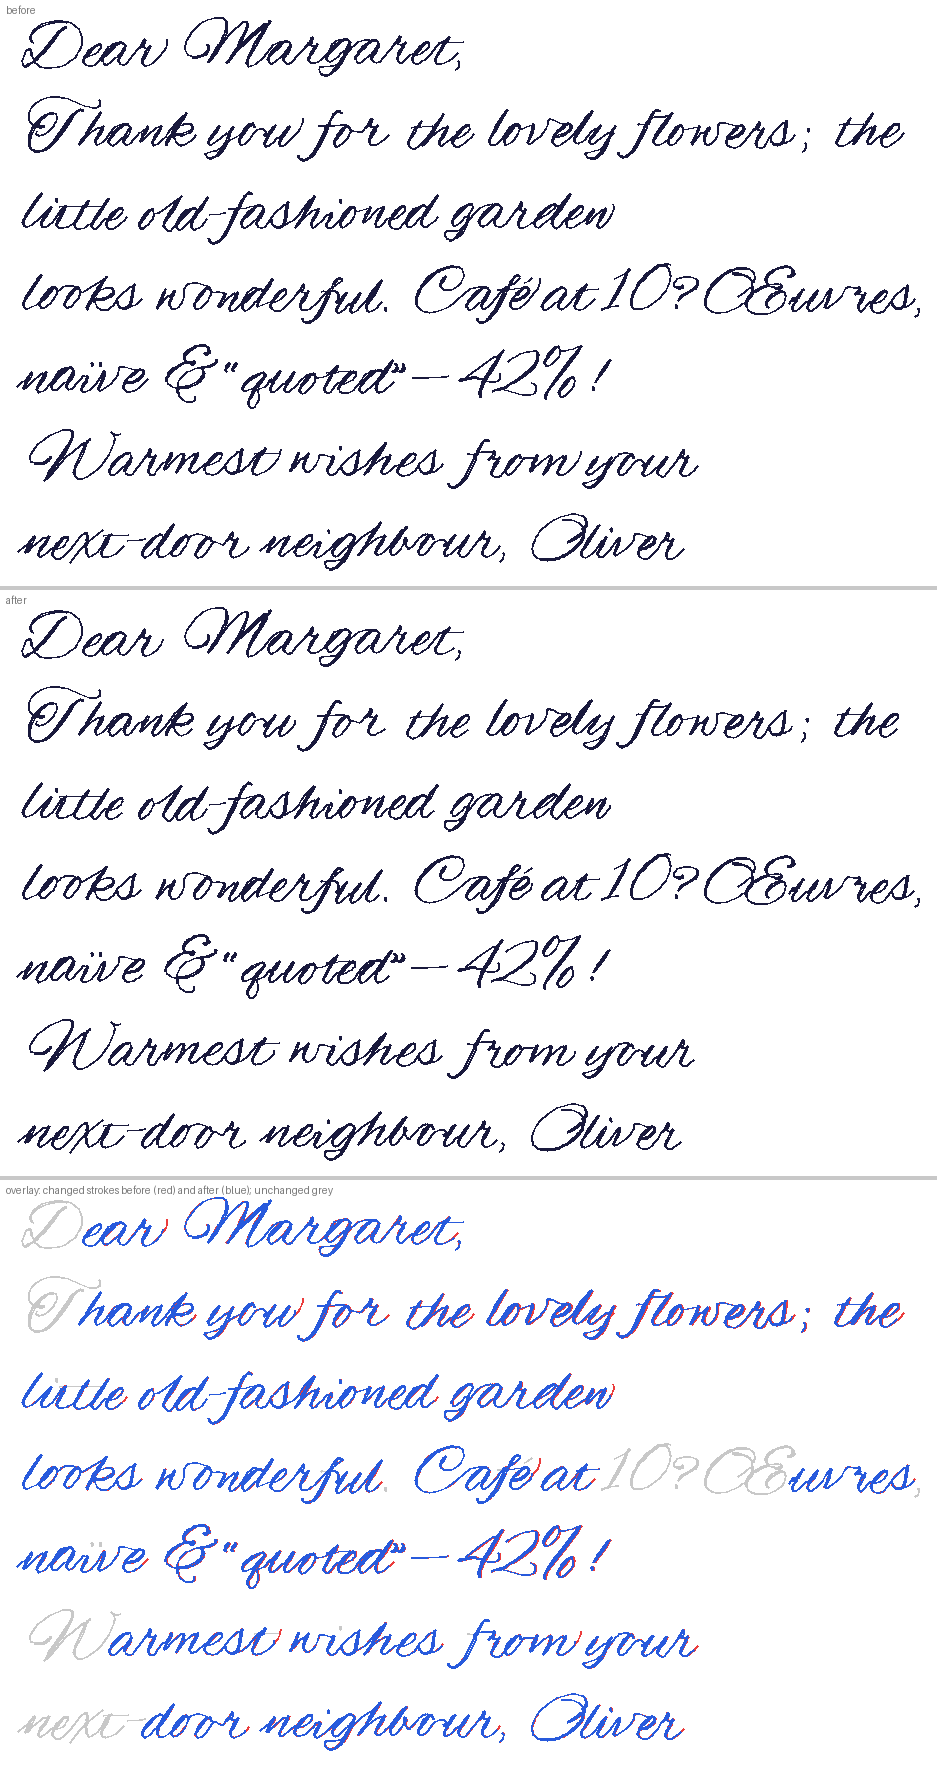 before
Dear Margaret,
Thank you for the lovely flowers; the
little old-fashioned garden
looks wonderful. Café at 10? Œuvres,
naïve & “quoted” — 42%!
Warmest wishes from your
next-door neighbour, Oliver
after
Dear Margaret,
Thank you for the lovely flowers; the
little old-fashioned garden
looks wonderful. Café at 10? Œuvres,
naïve & “quoted” — 42%!
Warmest wishes from your
next-door neighbour, Oliver
overlay: changed strokes before (red) and after (blue); unchanged grey
Dear Margaret,
Thank you for the lovely flowers; the
little old-fashioned garden
looks wonderful. Café at 10? Œuvres,
naïve & “quoted” — 42%!
Warmest wishes from your
next-door neighbour, Oliver